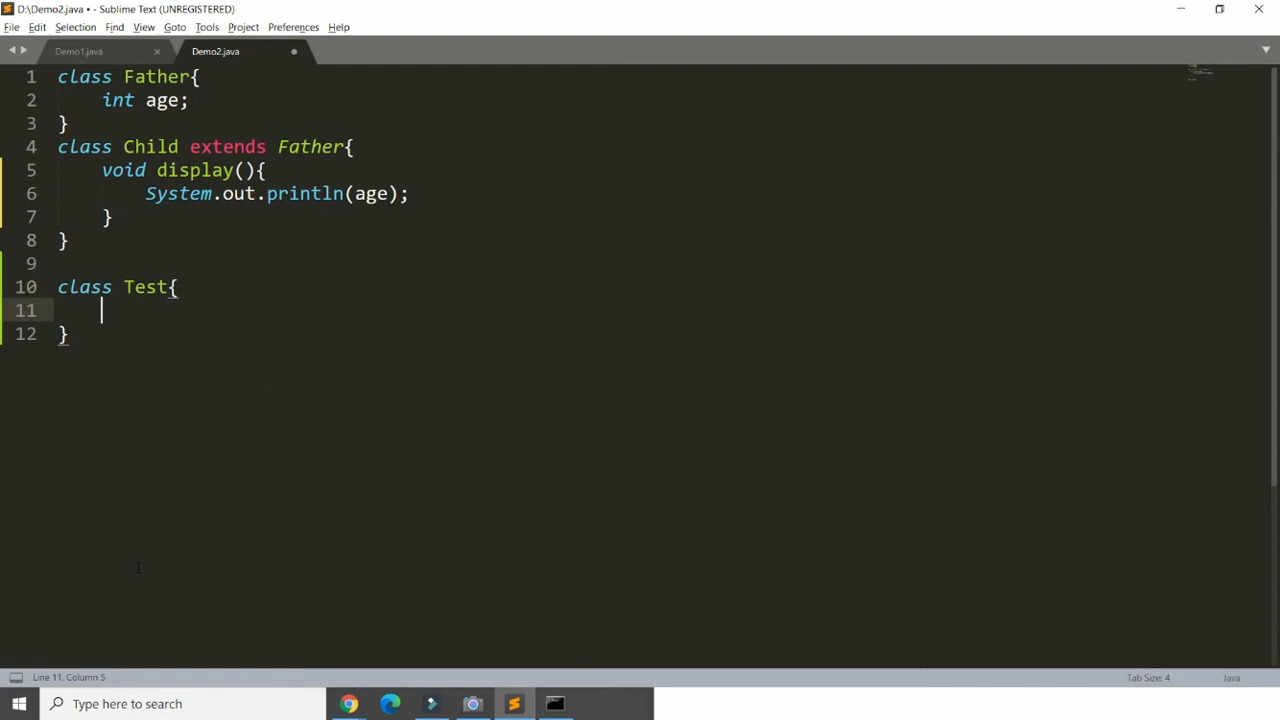 D:\Demo2.java • - Sublime Text (UNREGISTERED)
File Edit Selection Find View Goto Tools Project Preferences Help
Demo1.java Demo2.java
1 class Father{
2 int age;
3 }
4 class Child extends Father{
5 void display(){
6 System.out.println(age);
7 }
8 }
9
10 class Test{
11
12 }
Line 11, Column 5 Tab Size: 4 Java
Type here to search